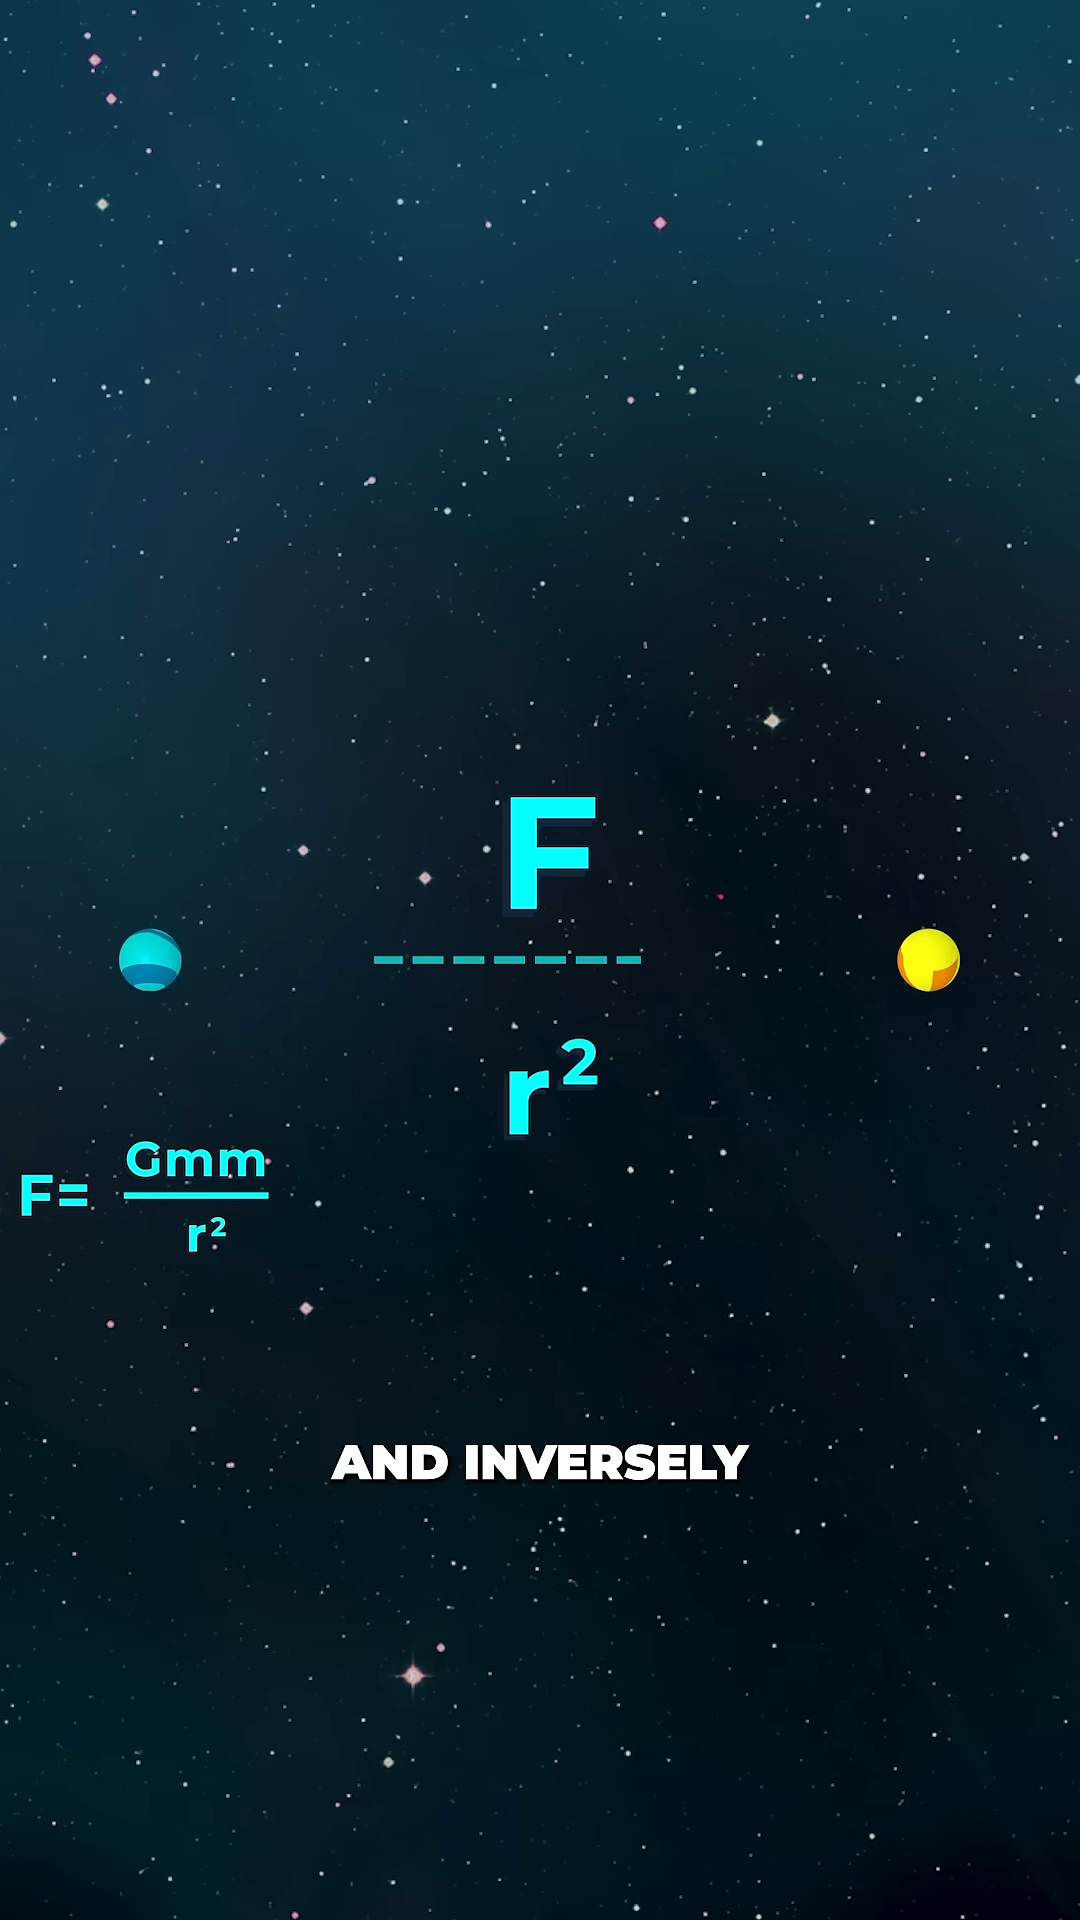 F
r²
F= Gmm
r²
AND INVERSELY